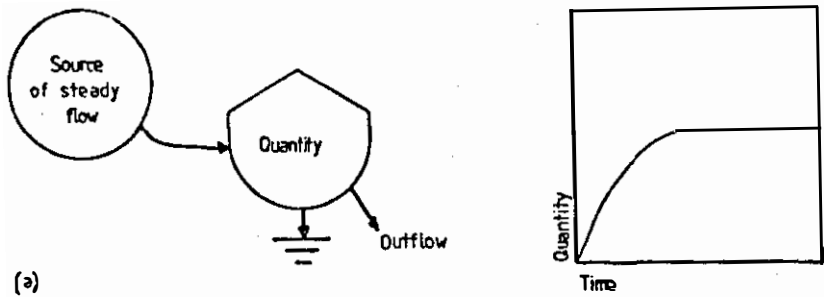 Source
of steady
flow
Quantity
Outflow
(a)
Quantity
Time